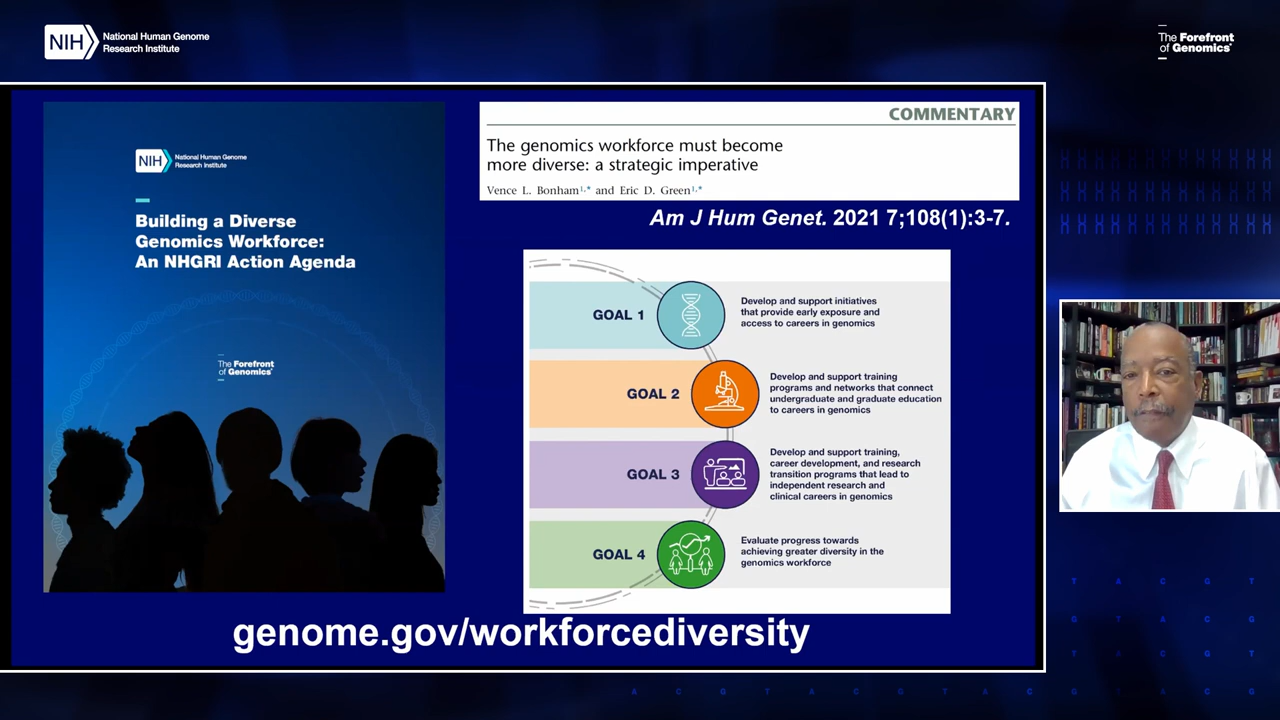 NIH National Human Genome
Research Institute
The Forefront
of Genomics®
NIH National Human Genome
Research Institute
Building a Diverse
Genomics Workforce:
An NHGRI Action Agenda
The Forefront
of Genomics®
COMMENTARY
The genomics workforce must become
more diverse: a strategic imperative
Vence L. Bonham1,* and Eric D. Green1,*
Am J Hum Genet. 2021 7;108(1):3-7.
GOAL 1
Develop and support initiatives
that provide early exposure and
access to careers in genomics
GOAL 2
Develop and support training
programs and networks that connect
undergraduate and graduate education
to careers in genomics
GOAL 3
Develop and support training,
career development, and research
transition programs that lead to
independent research and
clinical careers in genomics
GOAL 4
Evaluate progress towards
achieving greater diversity in the
genomics workforce
genome.gov/workforcediversity
T A C G T
G T A C G
T A C G T
A C G T A C G T A C G T A C G